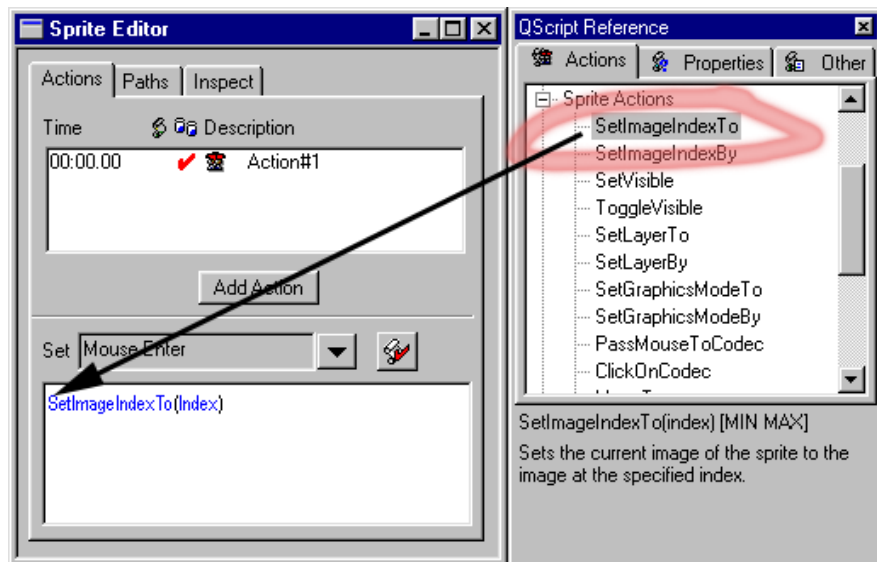 Sprite Editor
Actions Paths Inspect
Time Description
00:00.00 Action#1
Add Action
Set Mouse Enter
SetImageIndexTo(Index)
QScript Reference
Actions Properties Other
Sprite Actions
SetImageIndexTo
SetImageIndexBy
SetVisible
ToggleVisible
SetLayerTo
SetLayerBy
SetGraphicsModeTo
SetGraphicsModeBy
PassMouseToCodec
ClickOnCodec
SetImageIndexTo(index) [MIN MAX]
Sets the current image of the sprite to the
image at the specified index.